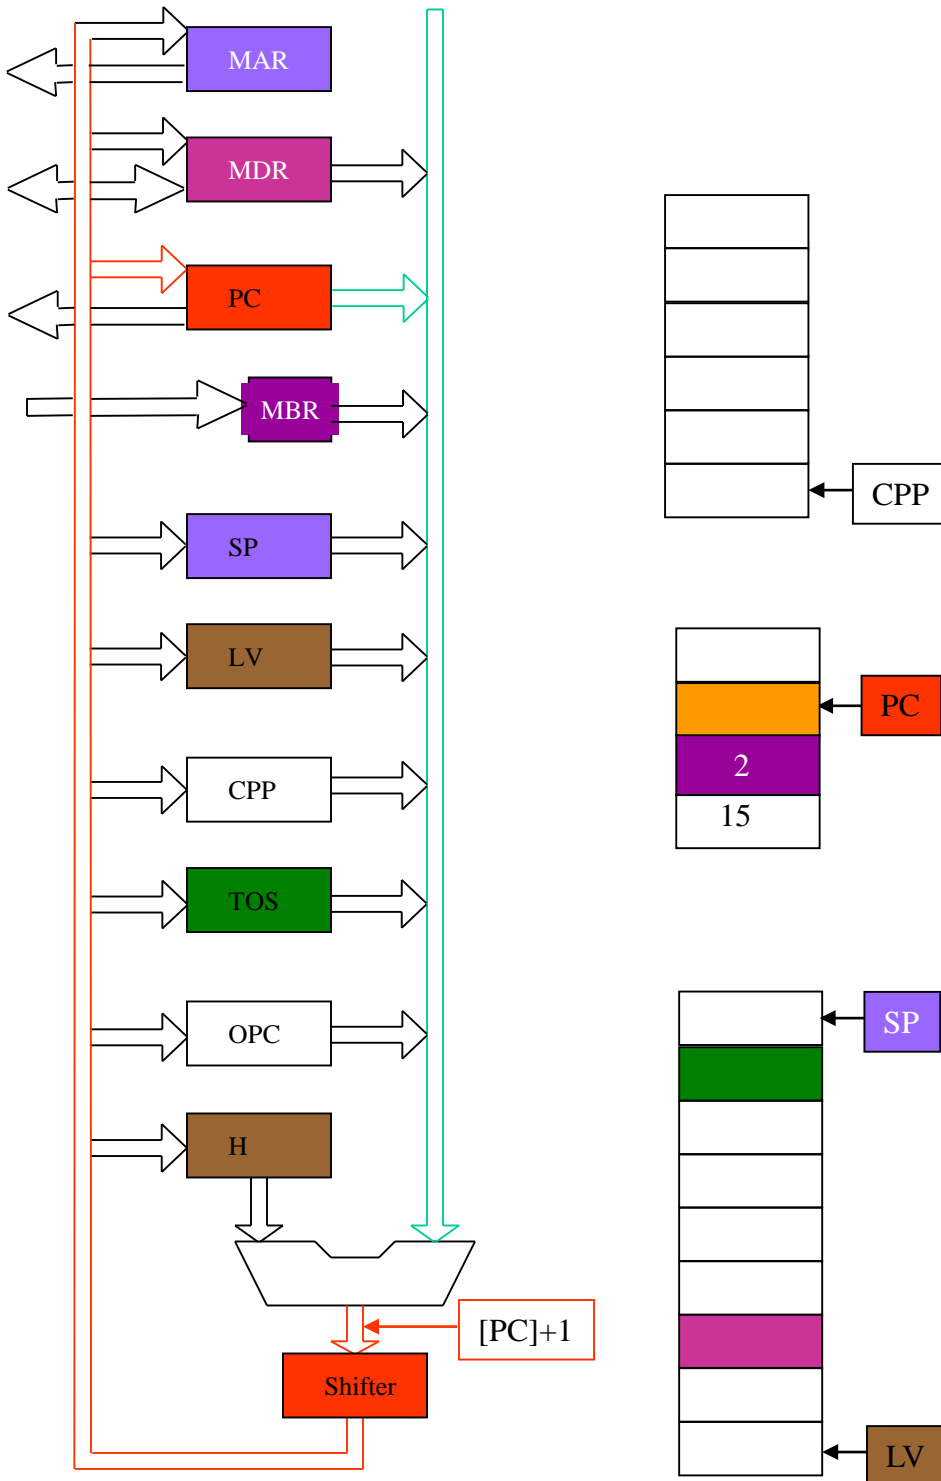 MAR
MDR
PC
MBR
SP
LV
CPP
TOS
OPC
H
[PC]+1
Shifter
CPP
PC
2
15
SP
LV